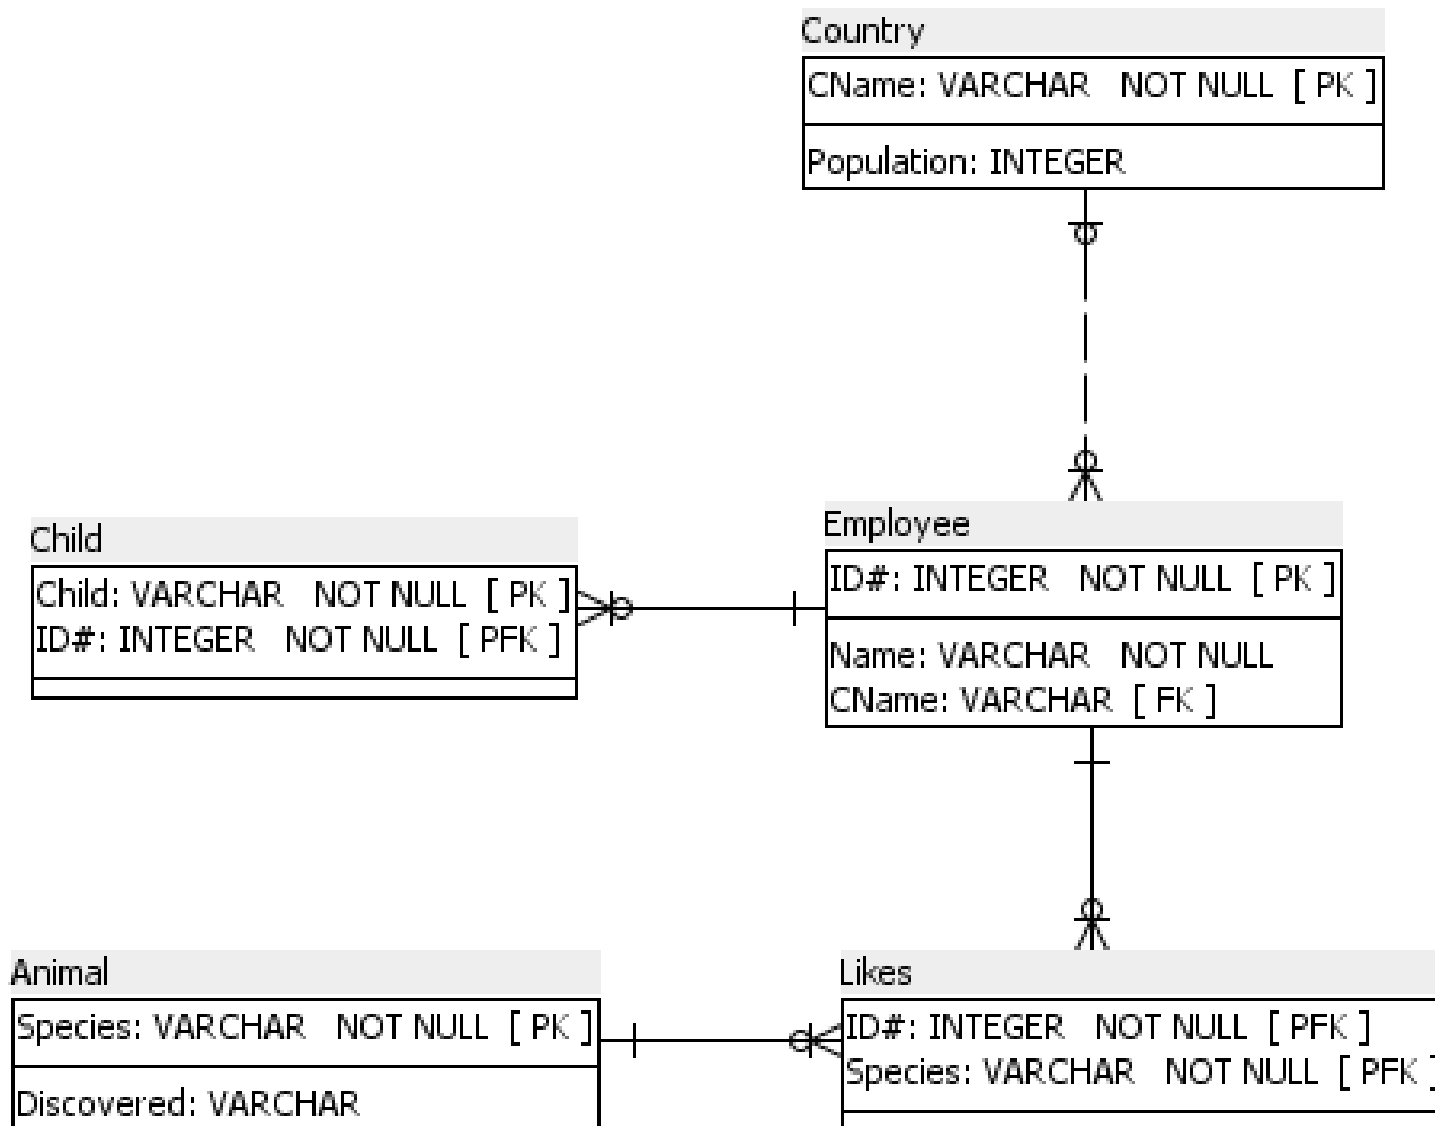 Country
CName: VARCHAR NOT NULL [ PK ]
Population: INTEGER
Child
Child: VARCHAR NOT NULL [ PK ]
ID#: INTEGER NOT NULL [ PFK ]
Employee
ID#: INTEGER NOT NULL [ PK ]
Name: VARCHAR NOT NULL
CName: VARCHAR [ FK ]
Animal
Species: VARCHAR NOT NULL [ PK ]
Discovered: VARCHAR
Likes
ID#: INTEGER NOT NULL [ PFK ]
Species: VARCHAR NOT NULL [ PFK ]